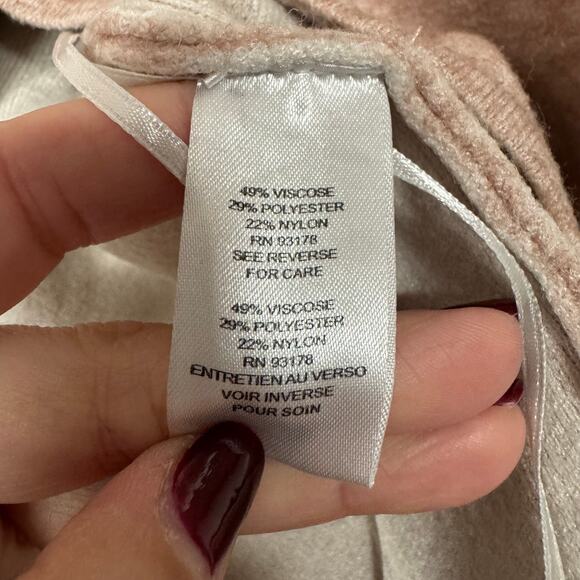 49% VISCOSE
29% POLYESTER
22% NYLON
RN 93178
SEE REVERSE
FOR CARE
49% VISCOSE
29% POLYESTER
22% NYLON
RN 93178
ENTRETIEN AU VERSO
VOIR INVERSE
POUR SOIN